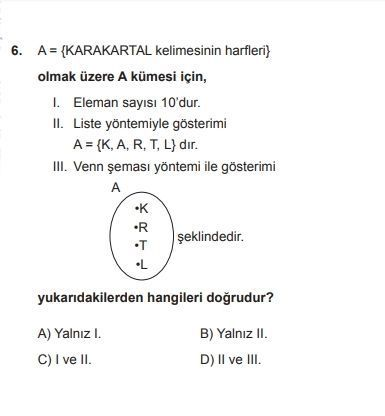 6. A = {KARAKARTAL kelimesinin harfleri}
olmak üzere A kümesi için,
I. Eleman sayısı 10'dur.
II. Liste yöntemiyle gösterimi
A = {K, A, R, T, L} dır.
III. Venn şeması yöntemi ile gösterimi
A
•K
•R
•T
•L
şeklindedir.
yukarıdakilerden hangileri doğrudur?
A) Yalnız I.
B) Yalnız II.
C) I ve II.
D) II ve III.